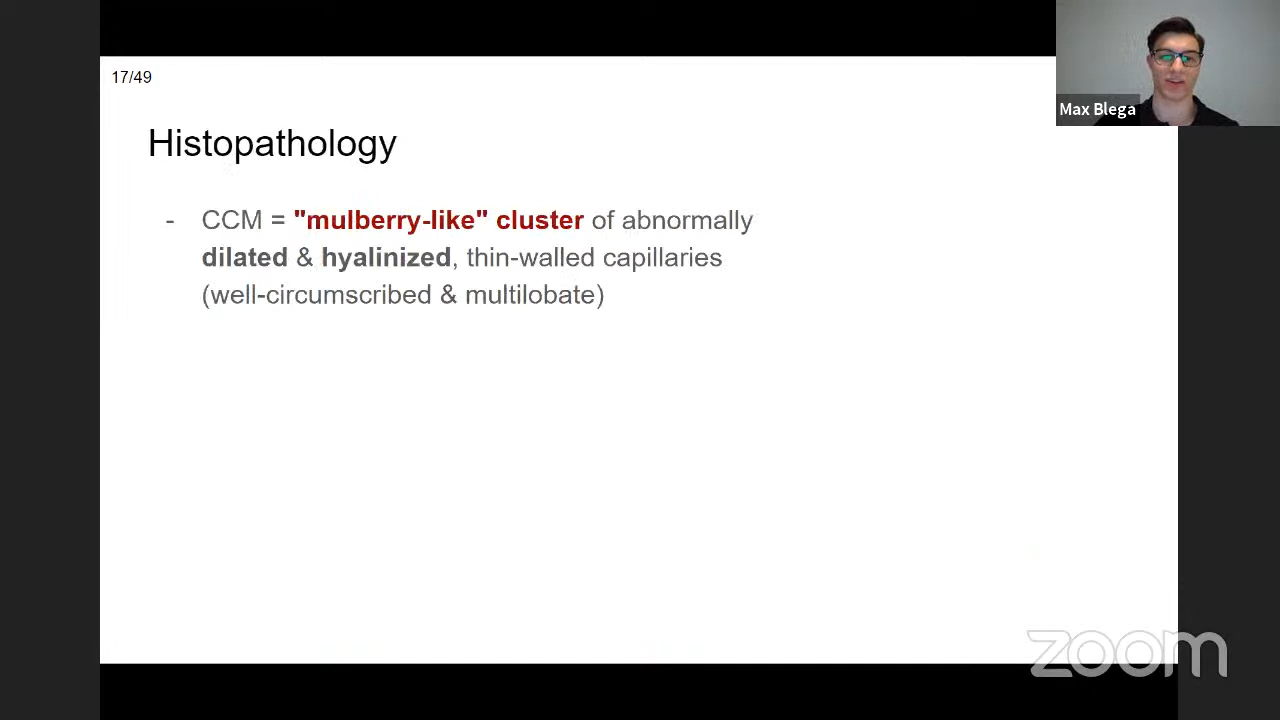 17/49
Max Blega
Histopathology
- CCM = "mulberry-like" cluster of abnormally
dilated & hyalinized, thin-walled capillaries
(well-circumscribed & multilobate)
zoom